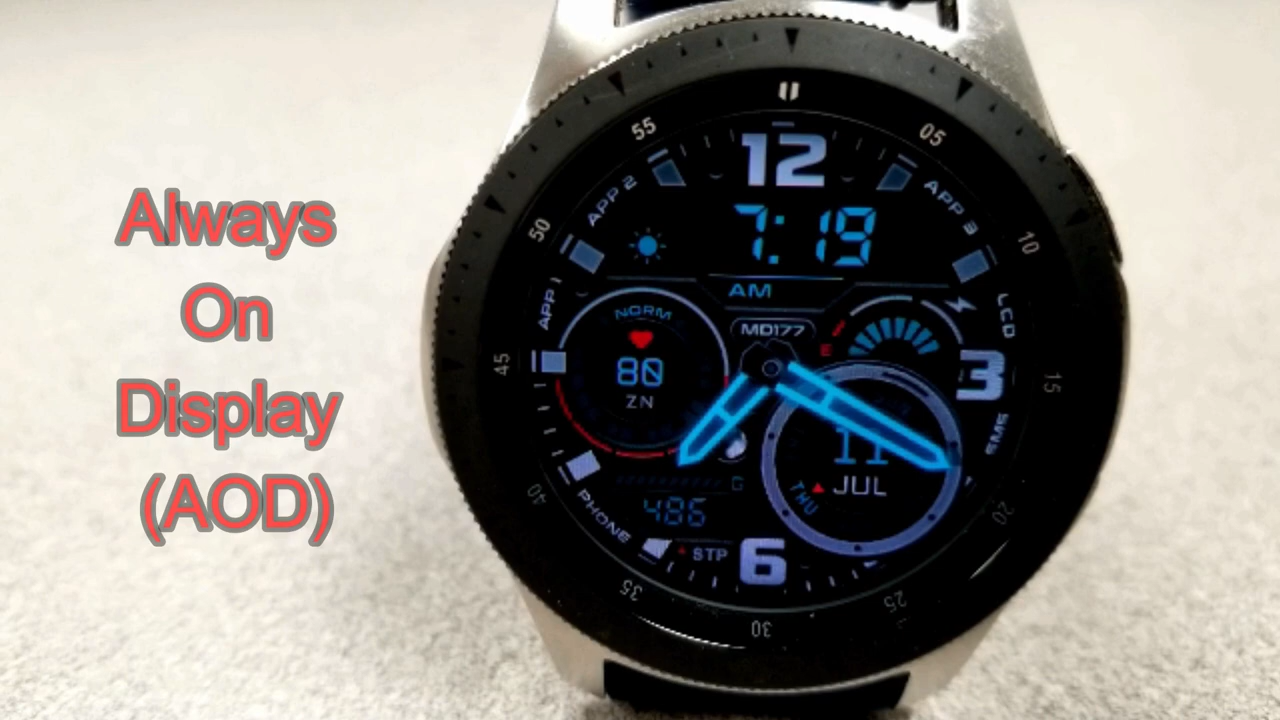 Always
On
Display
(AOD)
55
05
50
10
45
15
40
20
35
25
30
12
APP 2
APP 3
7:19
AM
APP 1
LCD
NORM
MD177
E
80
ZN
3
SMS
11
JUL
THU
G
486
PHONE
STP
6